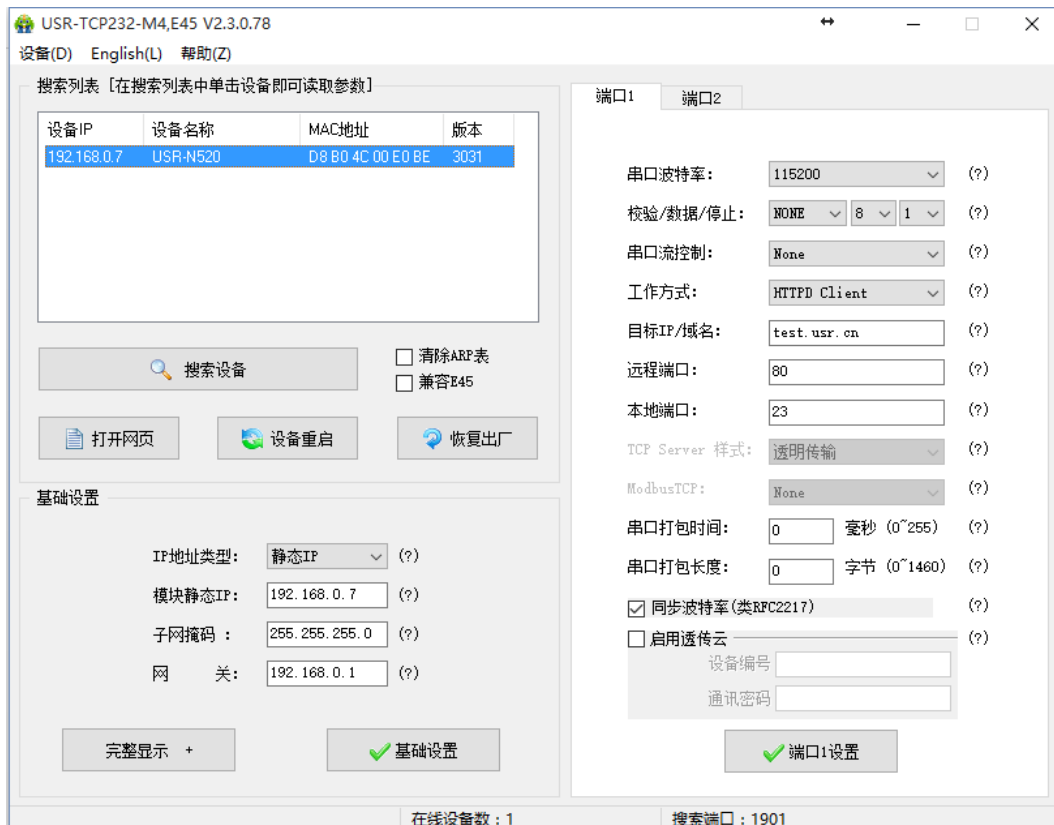 USR-TCP232-M4,E45 V2.3.0.78
设备(D) English(L) 帮助(Z)
搜索列表 [在搜索列表中单击设备即可读取参数]
设备IP 设备名称 MAC地址 版本
192.168.0.7 USR-N520 D8 B0 4C 00 E0 BE 3031
搜索设备
清除ARP表
兼容E45
打开网页 设备重启 恢复出厂
基础设置
IP地址类型: 静态IP (?)
模块静态IP: 192.168.0.7 (?)
子网掩码 : 255.255.255.0 (?)
网 关: 192.168.0.1 (?)
完整显示 + 基础设置
端口1 端口2
串口波特率: 115200 (?)
校验/数据/停止: NONE 8 1 (?)
串口流控制: None (?)
工作方式: HTTPD Client (?)
目标IP/域名: test.usr.cn (?)
远程端口: 80 (?)
本地端口: 23 (?)
TCP Server 样式: 透明传输 (?)
ModbusTCP: None (?)
串口打包时间: 0 毫秒 (0~255) (?)
串口打包长度: 0 字节 (0~1460) (?)
同步波特率(类RFC2217) (?)
启用透传云 (?)
设备编号
通讯密码
端口1设置
在线设备数：1 搜索端口：1901